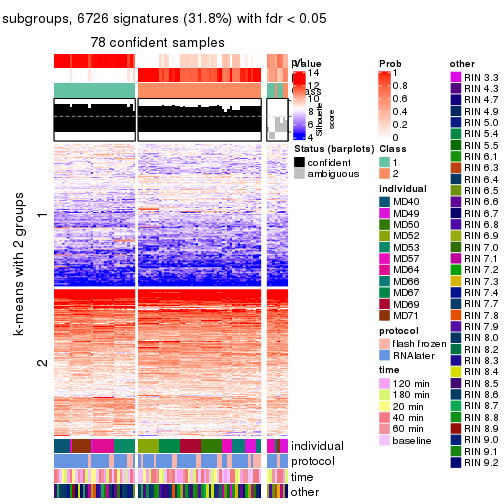 subgroups, 6726 signatures (31.8%) with fdr < 0.05
78 confident samples
Value
14
12
10
8
6
4
Silhouette
score
Status (barplots)
confident
ambiguous
Prob
1
0.8
0.6
0.4
0.2
0
Class
1
2
individual
MD40
MD49
MD50
MD52
MD53
MD57
MD64
MD66
MD67
MD69
MD71
protocol
flash frozen
RNAlater
time
120 min
180 min
20 min
40 min
60 min
baseline
other
RIN 3.3
RIN 4.3
RIN 4.7
RIN 4.9
RIN 5.0
RIN 5.4
RIN 5.5
RIN 6.1
RIN 6.3
RIN 6.4
RIN 6.5
RIN 6.6
RIN 6.7
RIN 6.8
RIN 6.9
RIN 7.0
RIN 7.1
RIN 7.2
RIN 7.3
RIN 7.4
RIN 7.7
RIN 7.8
RIN 7.9
RIN 8.0
RIN 8.2
RIN 8.3
RIN 8.4
RIN 8.5
RIN 8.6
RIN 8.7
RIN 8.8
RIN 8.9
RIN 9.0
RIN 9.1
RIN 9.2
k-means with 2 groups
1
2
individual
protocol
time
other